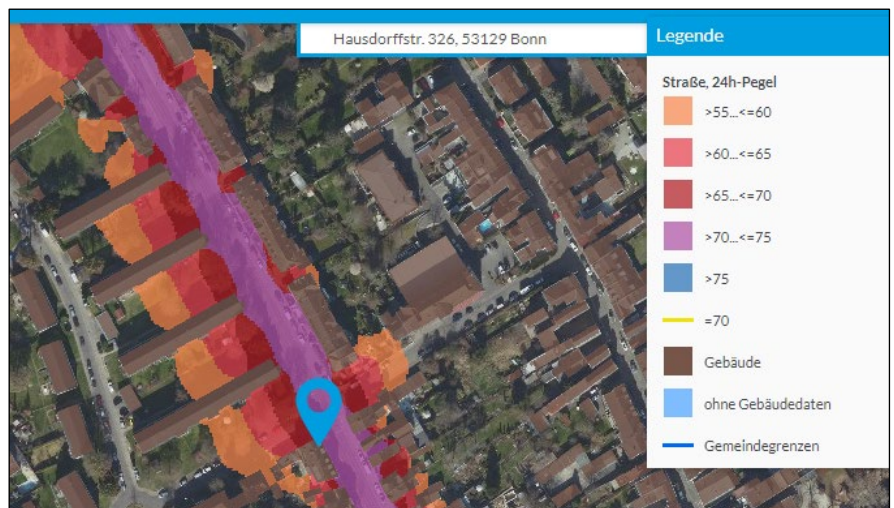 Hausdorffstr. 326, 53129 Bonn
Legende
Straße, 24h-Pegel
>55...<=60
>60...<=65
>65...<=70
>70...<=75
>75
=70
Gebäude
ohne Gebäudedaten
Gemeindegrenzen